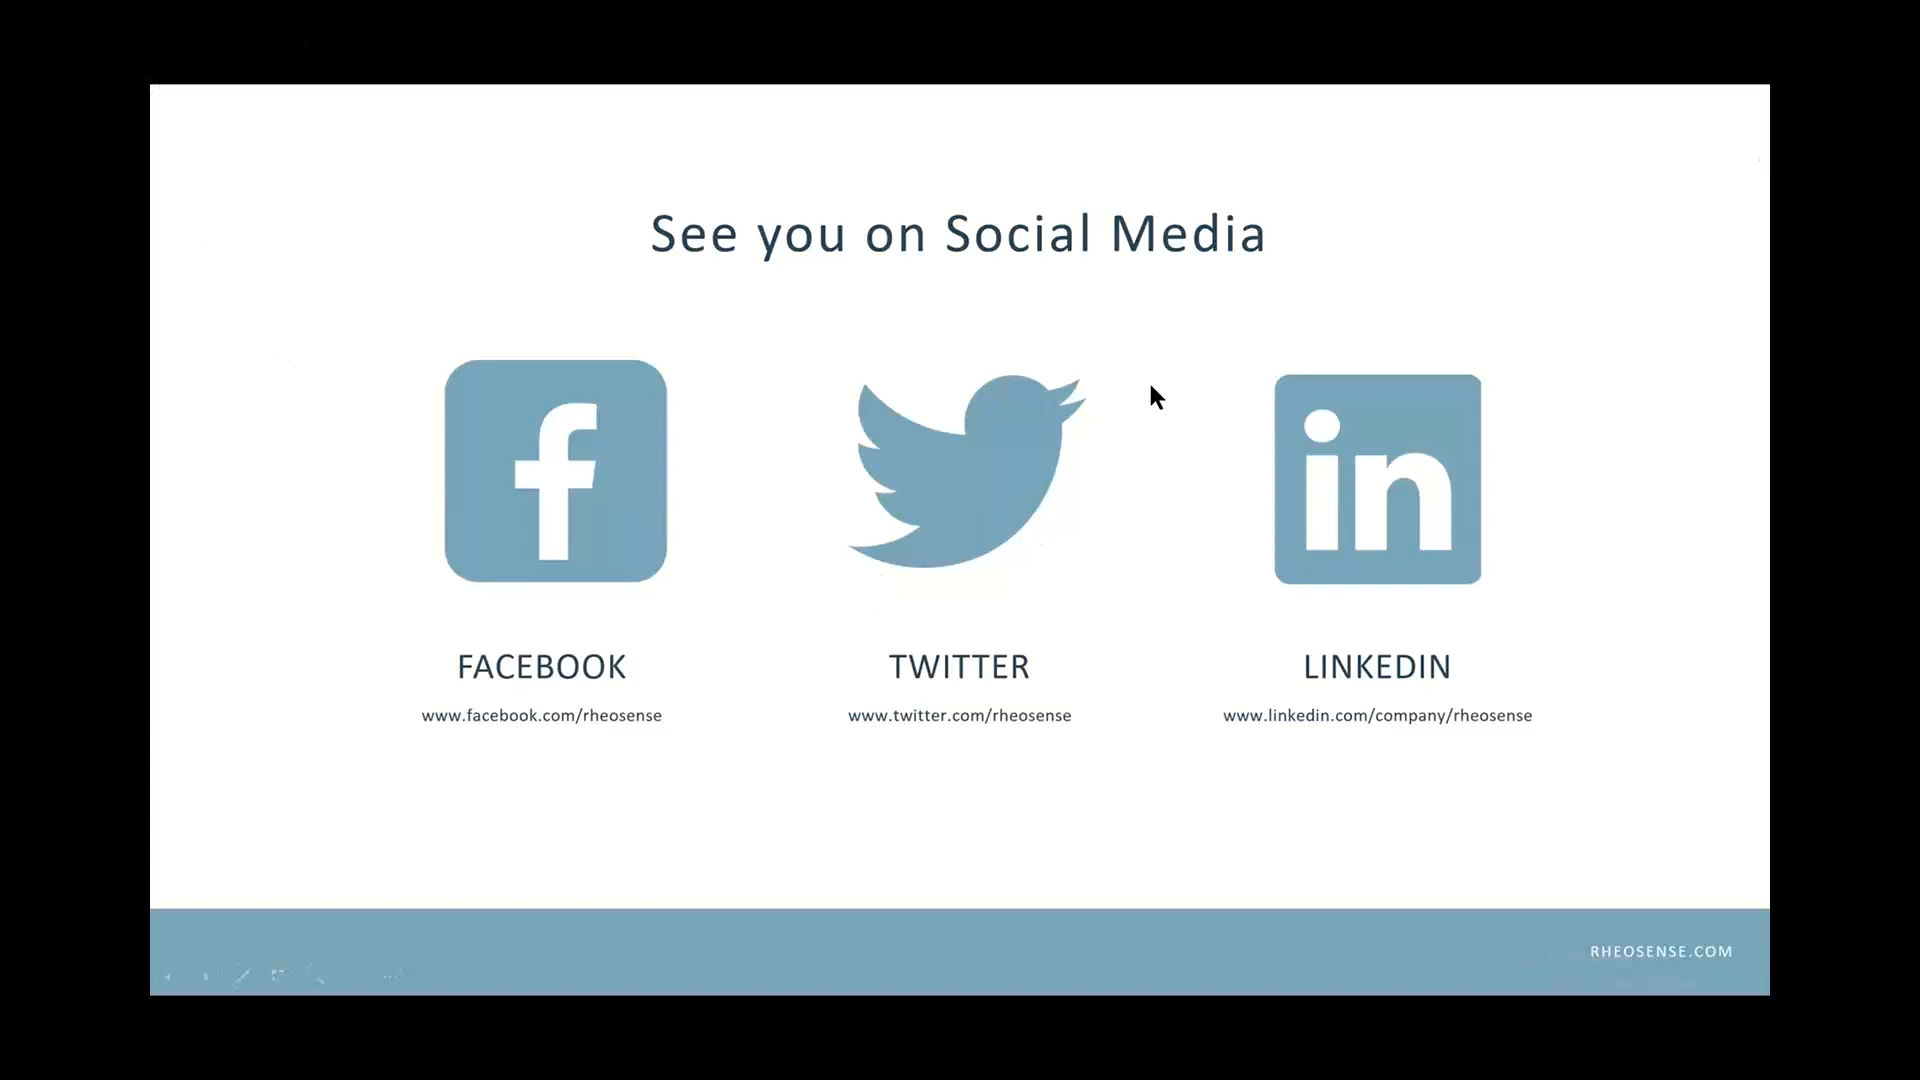 See you on Social Media
f
in
FACEBOOK
TWITTER
LINKEDIN
www.facebook.com/rheosense
www.twitter.com/rheosense
www.linkedin.com/company/rheosense
RHEOSENSE.COM